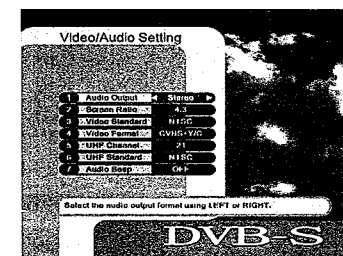 Video/Audio Setting
1 Audio Output Stereo
2 Screen Ratio 4:3
3 Video Standard NTSC
4 Video Format CVBS+Y/C
5 UHF Channel 21
6 UHF Standard NTSC
7 Audio Beep OFF
Select the audio output format using LEFT or RIGHT.
DVB-S